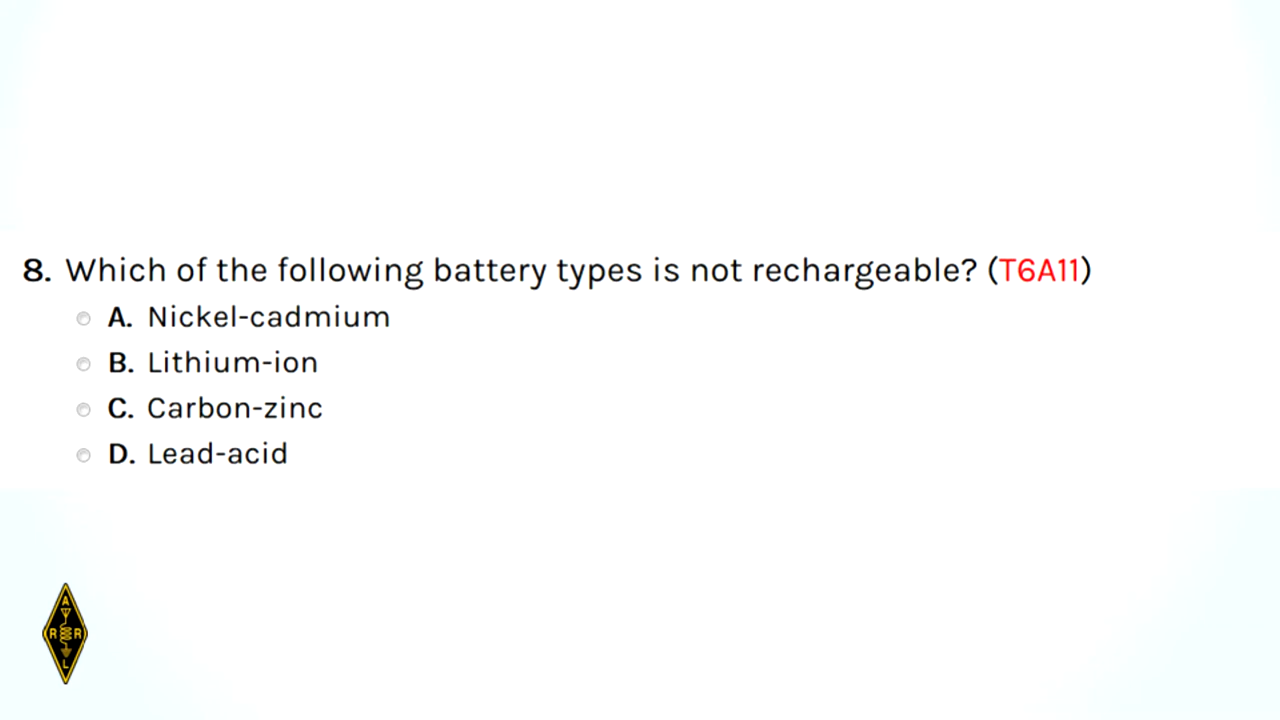 8. Which of the following battery types is not rechargeable? (T6A11)
A. Nickel-cadmium
B. Lithium-ion
C. Carbon-zinc
D. Lead-acid
A
R R
L